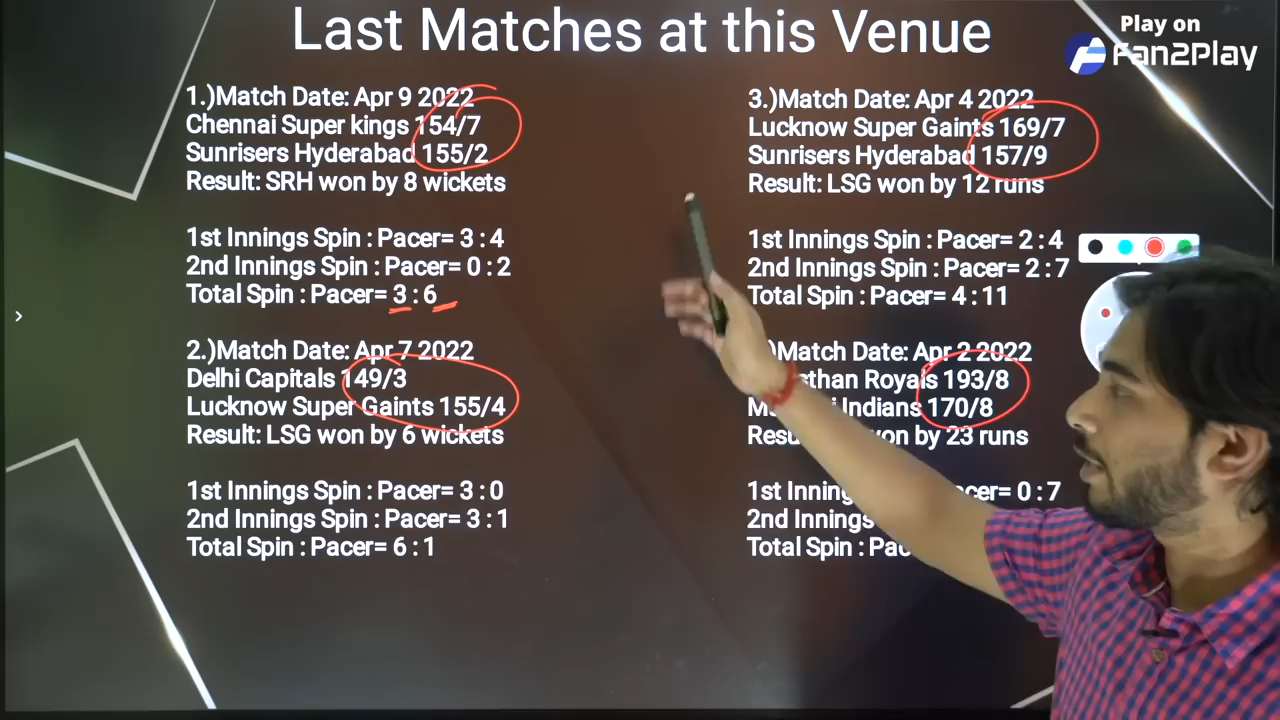 Last Matches at this Venue
Play on
Fan2Play
1.)Match Date: Apr 9 2022
Chennai Super kings 154/7
Sunrisers Hyderabad 155/2
Result: SRH won by 8 wickets
1st Innings Spin : Pacer= 3 : 4
2nd Innings Spin : Pacer= 0 : 2
Total Spin : Pacer= 3 : 6
2.)Match Date: Apr 7 2022
Delhi Capitals 149/3
Lucknow Super Gaints 155/4
Result: LSG won by 6 wickets
1st Innings Spin : Pacer= 3 : 0
2nd Innings Spin : Pacer= 3 : 1
Total Spin : Pacer= 6 : 1
3.)Match Date: Apr 4 2022
Lucknow Super Gaints 169/7
Sunrisers Hyderabad 157/9
Result: LSG won by 12 runs
1st Innings Spin : Pacer= 2 : 4
2nd Innings Spin : Pacer= 2 : 7
Total Spin : Pacer= 4 : 11
)Match Date: Apr 2 2022
Royals 193/8
Indians 170/8
won by 23 runs
1st 0 : 7
2nd Innings
Total Spin :